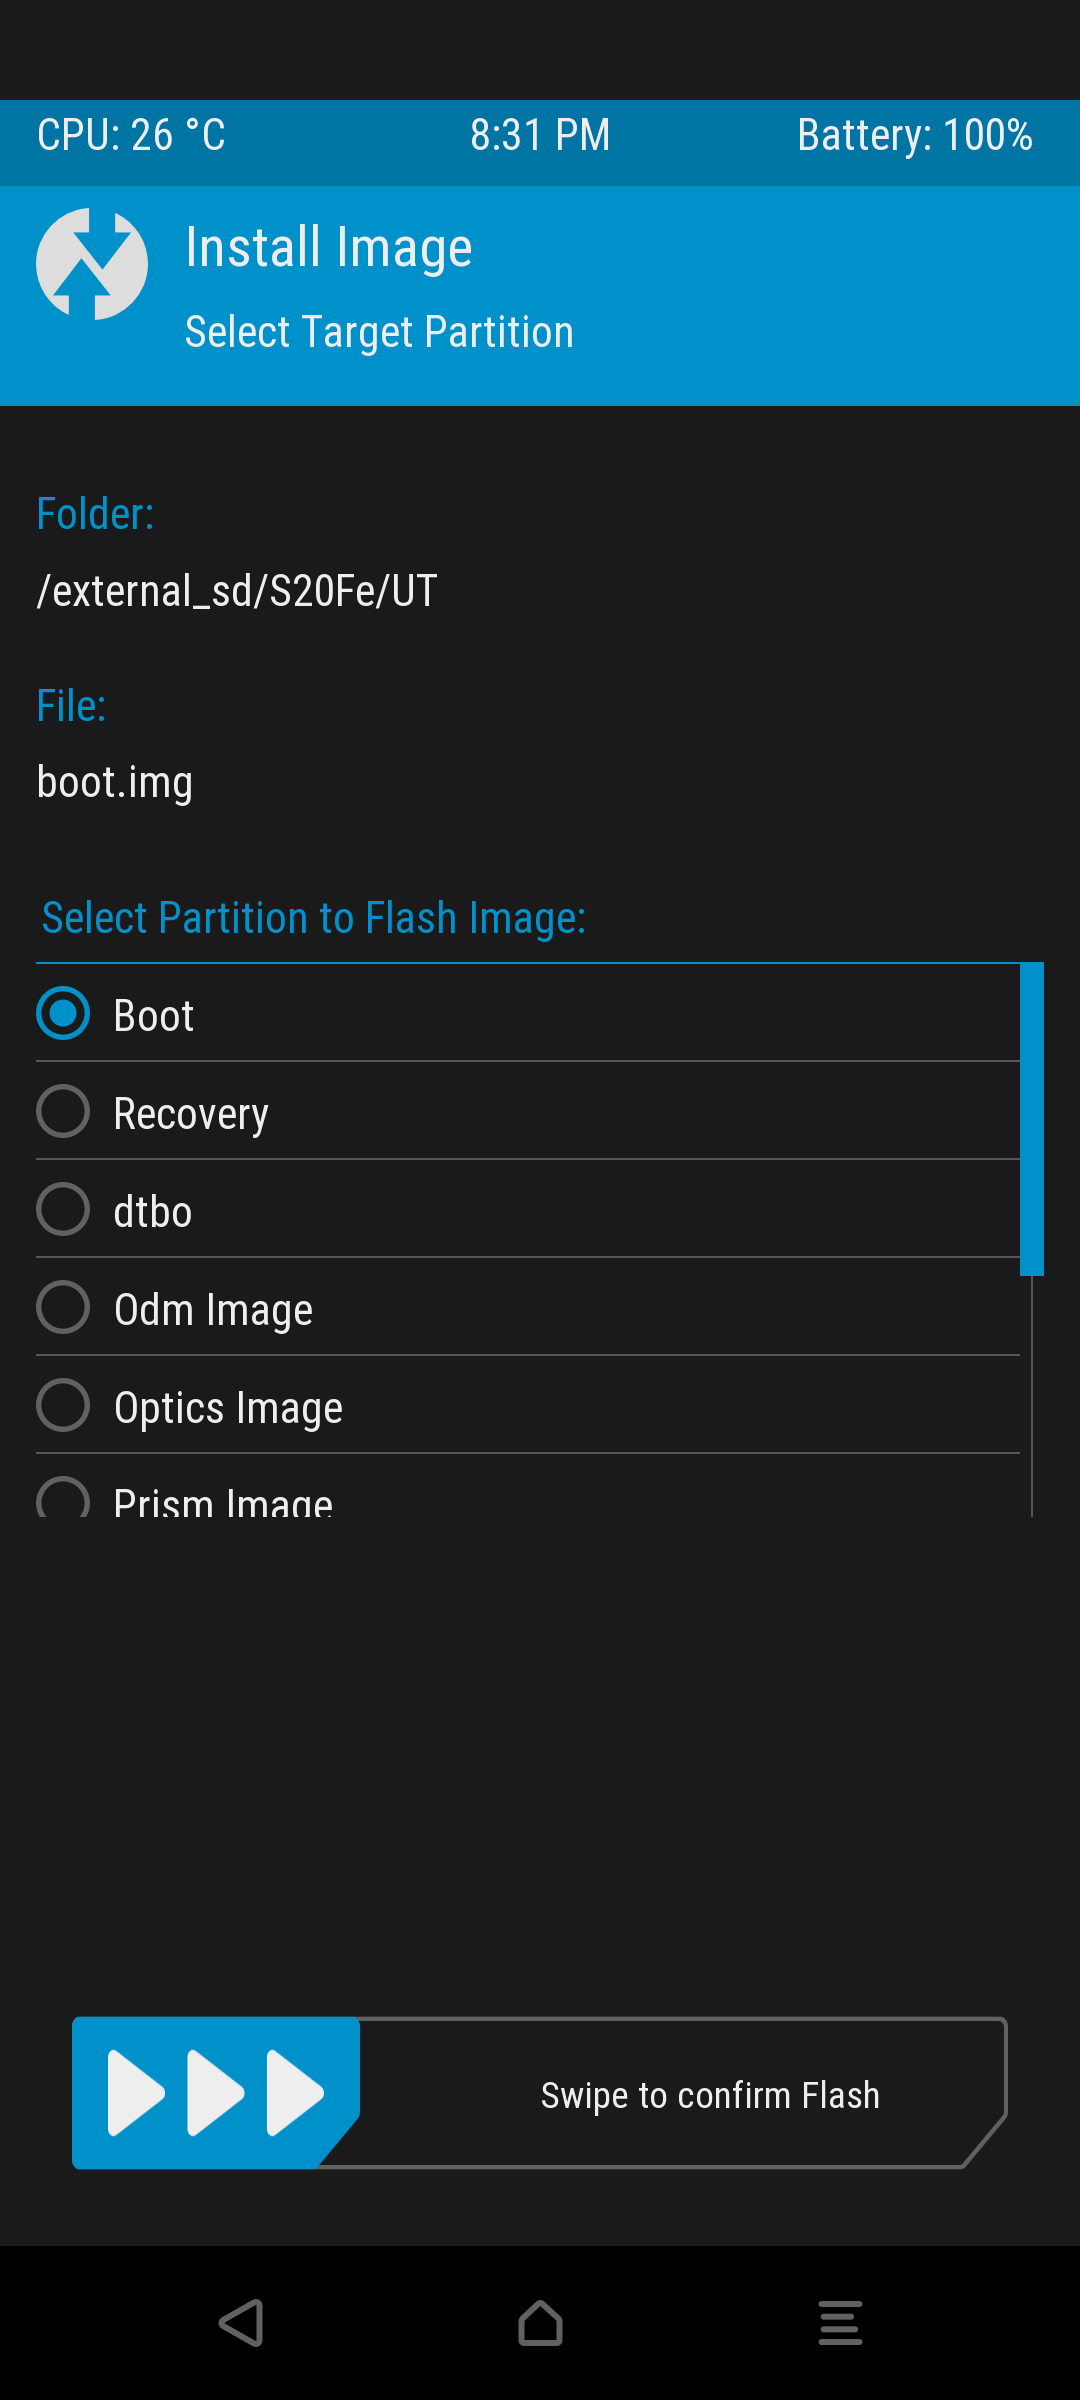 CPU: 26 °C 8:31 PM Battery: 100%
Install Image
Select Target Partition
Folder:
/external_sd/S20Fe/UT
File:
boot.img
Select Partition to Flash Image:
Boot
Recovery
dtbo
Odm Image
Optics Image
Prism Image
Swipe to confirm Flash